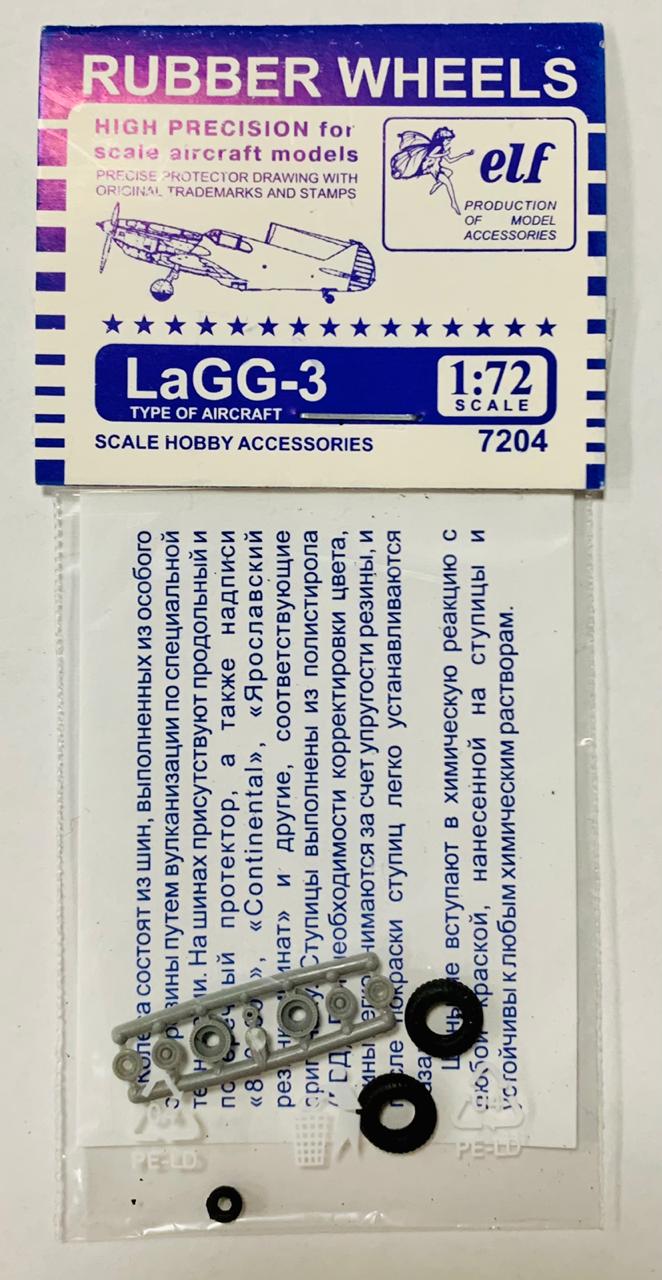 RUBBER WHEELS
HIGH PRECISION for
scale aircraft models
PRECISE PROTECTOR DRAWING WITH
ORIGINAL TRADEMARKS AND STAMPS
elf
PRODUCTION
OF MODEL
ACCESSORIES
LaGG-3
TYPE OF AIRCRAFT
1:72
SCALE
SCALE HOBBY ACCESSORIES
7204
состоят из шин, выполненных из особого
путем вулканизации по специальной
На шинах присутствуют продольный и
протектор, а также надписи
«Continental», «Ярославский
и другие, соответствующие
Ступицы выполнены из полистирола
необходимости корректировки цвета,
за счет упругости резины, и
после покраски ступиц легко устанавливаются
не вступают в химическую реакцию с
любой краской, нанесенной на ступицы и
устойчивы к любым химическим растворам.
PE-LD
PE-LD